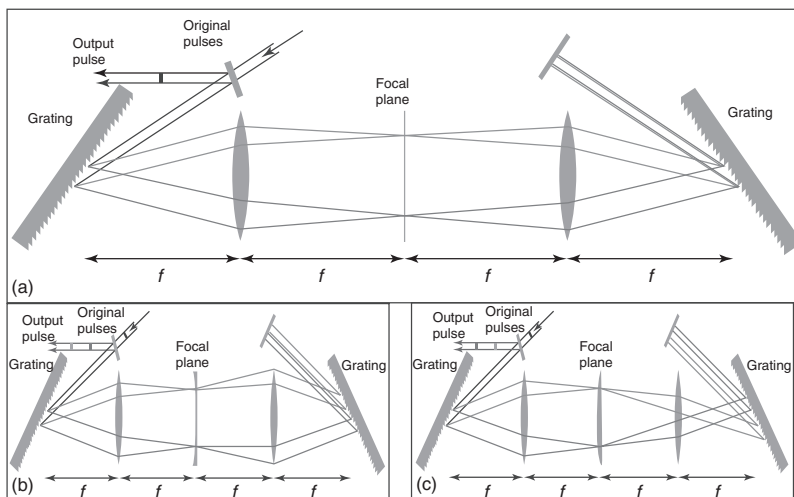 Original
pulses
Output
pulse
Focal
plane
Grating
Grating
f
f
f
f
(a)
Original
pulses
Output
pulse
Focal
plane
Grating
Grating
f
f
f
f
(b)
Original
pulses
Output
pulse
Focal
plane
Grating
Grating
f
f
f
f
(c)